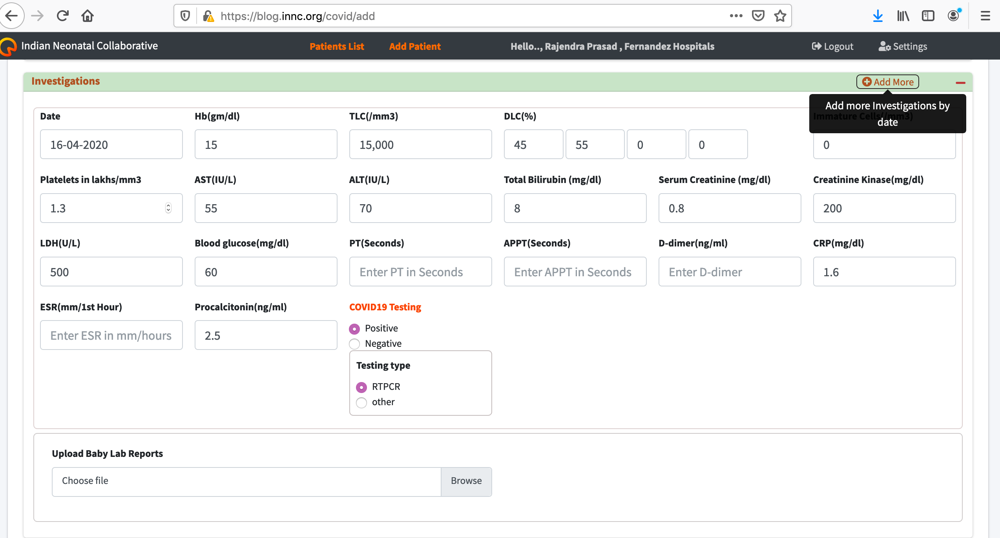 https://blog.innc.org/covid/add
Indian Neonatal Collaborative
Patients List
Add Patient
Hello.., Rajendra Prasad , Fernandez Hospitals
Logout
Settings
Investigations
Add More
Add more Investigations by
date
Date
Hb(gm/dl)
TLC(/mm3)
DLC(%)
Immature Cells(/mm3)
16-04-2020
15
15,000
45
55
0
0
0
Platelets in lakhs/mm3
AST(IU/L)
ALT(IU/L)
Total Bilirubin (mg/dl)
Serum Creatinine (mg/dl)
Creatinine Kinase(mg/dl)
1.3
55
70
8
0.8
200
LDH(U/L)
Blood glucose(mg/dl)
PT(Seconds)
APPT(Seconds)
D-dimer(ng/ml)
CRP(mg/dl)
500
60
Enter PT in Seconds
Enter APPT in Seconds
Enter D-dimer
1.6
ESR(mm/1st Hour)
Procalcitonin(ng/ml)
COVID19 Testing
Enter ESR in mm/hours
2.5
Positive
Negative
Testing type
RTPCR
other
Upload Baby Lab Reports
Choose file
Browse